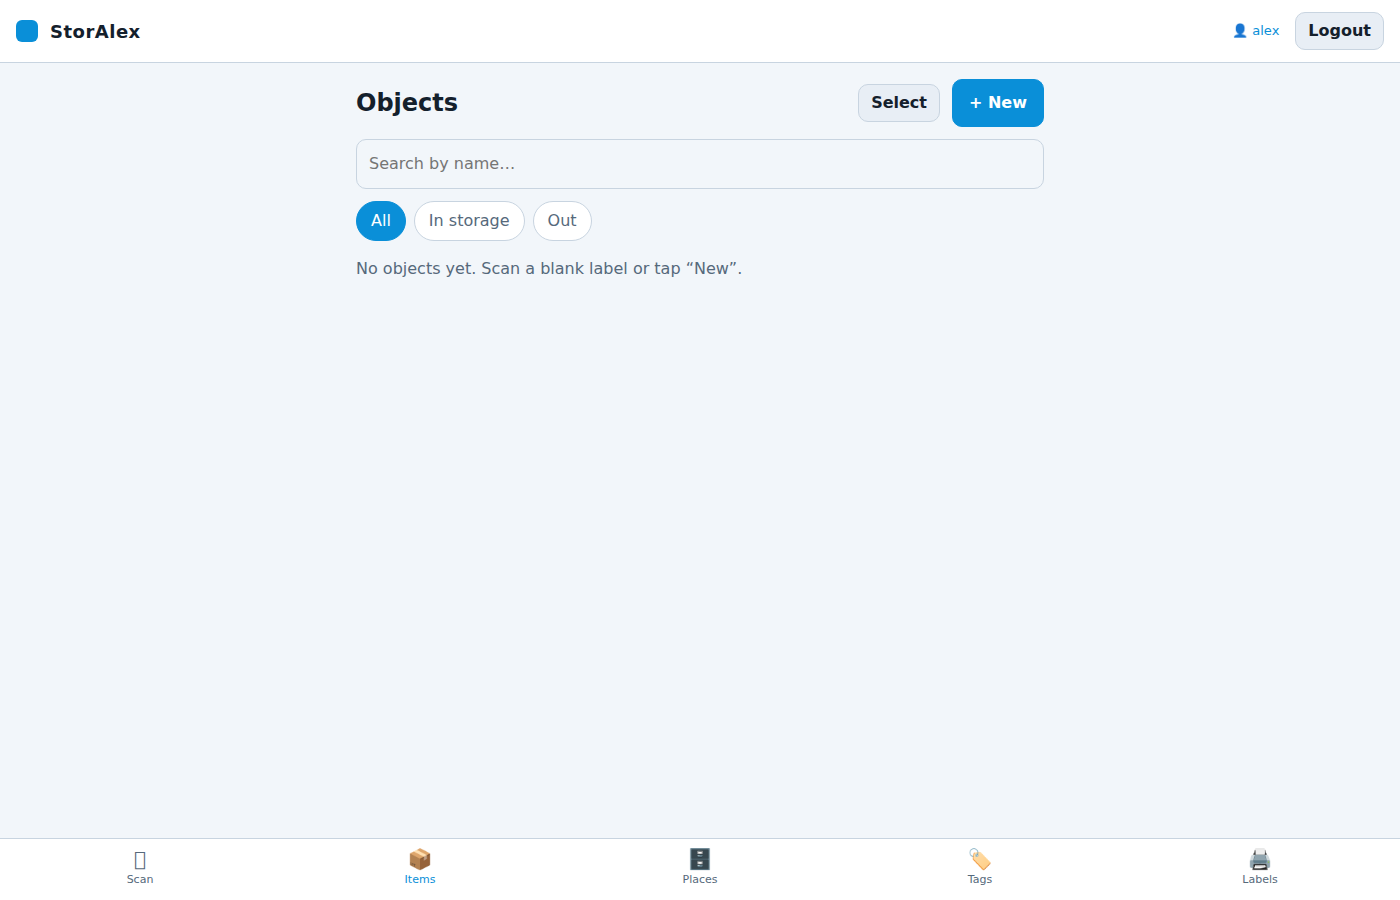 StorAlex
alex
Logout
Objects
Select
+ New
Search by name…
All
In storage
Out
No objects yet. Scan a blank label or tap “New”.
Scan
Items
Places
Tags
Labels